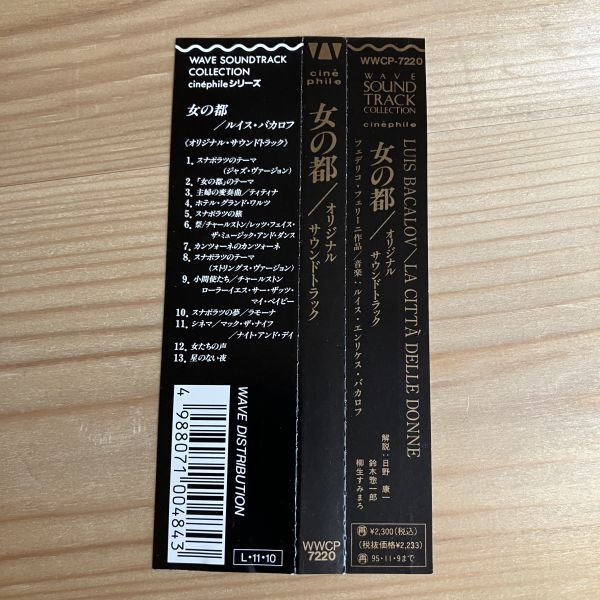 WAVE SOUNDTRACK
COLLECTION
cinéphileシリーズ
女の都
／ルイス・バカロフ
《オリジナル・サウンドトラック》
1. スナポラツのテーマ
（ジャズ・ヴァージョン）
2. 「女の都」のテーマ
3. 主婦の変奏曲／ティティナ
4. ホテル・グランド・ワルツ
5. スナポラツの旅
6. 祭／チャールストン／レッツ・フェイス・
ザ・ミュージック・アンド・ダンス
7. カンツォーネのカンツォーネ
8. スナポラツのテーマ
（ストリングス・ヴァージョン）
9. 小間使たち／チャールストン
ローラーイエス・サー・ザッツ・
マイ・ベイビー
10. スナポラツの夢／ラモーナ
11. シネマ／マック・ザ・ナイフ
／ナイト・アンド・デイ
12. 女たちの声
13. 星のない夜
4988071004843
WAVE DISTRIBUTION
L・11・10
ciné
phile
女の都／オリジナル
サウンドトラック
WWCP
7220
WWCP-7220
WAVE
SOUND
TRACK
COLLECTION
cinéphile
LUIS BACALOV／LA CITTÁ DELLE DONNE
女の都／オリジナル
サウンドトラック
フェデリコ・フェリーニ作品／音楽：ルイス・エンリケス・バカロフ
解説：日野 康一
鈴木惣一郎
柳生すみまろ
再 ¥2,300(税込)
(税抜価格¥2,233)
再 95・11・9まで